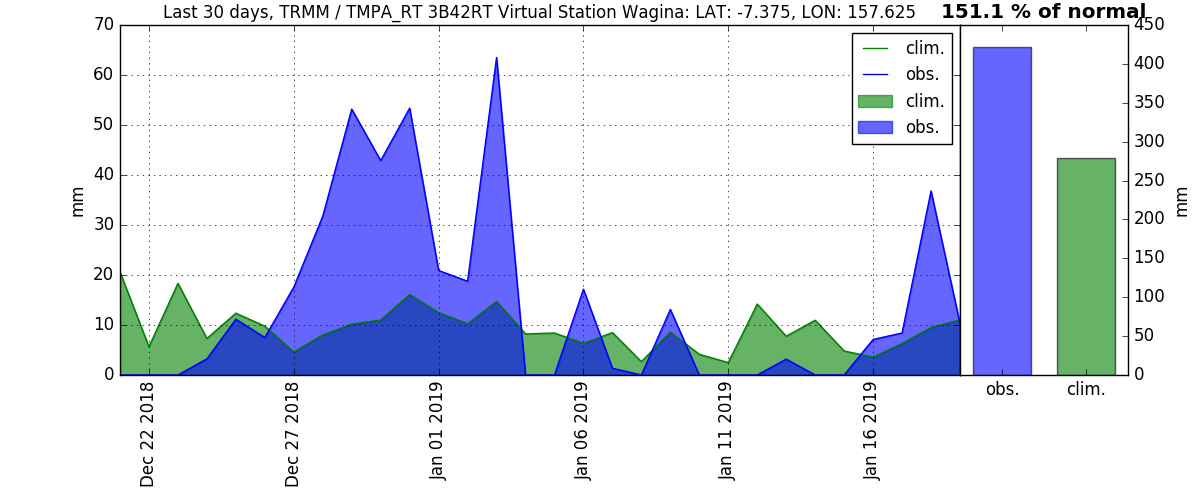 Last 30 days, TRMM / TMPA_RT 3B42RT Virtual Station Wagina: LAT: -7.375, LON: 157.625
151.1 % of normal
70
60
50
40
30
20
10
0
mm
clim.
obs.
clim.
obs.
Dec 22 2018
Dec 27 2018
Jan 01 2019
Jan 06 2019
Jan 11 2019
Jan 16 2019
450
400
350
300
250
200
150
100
50
0
mm
obs.
clim.